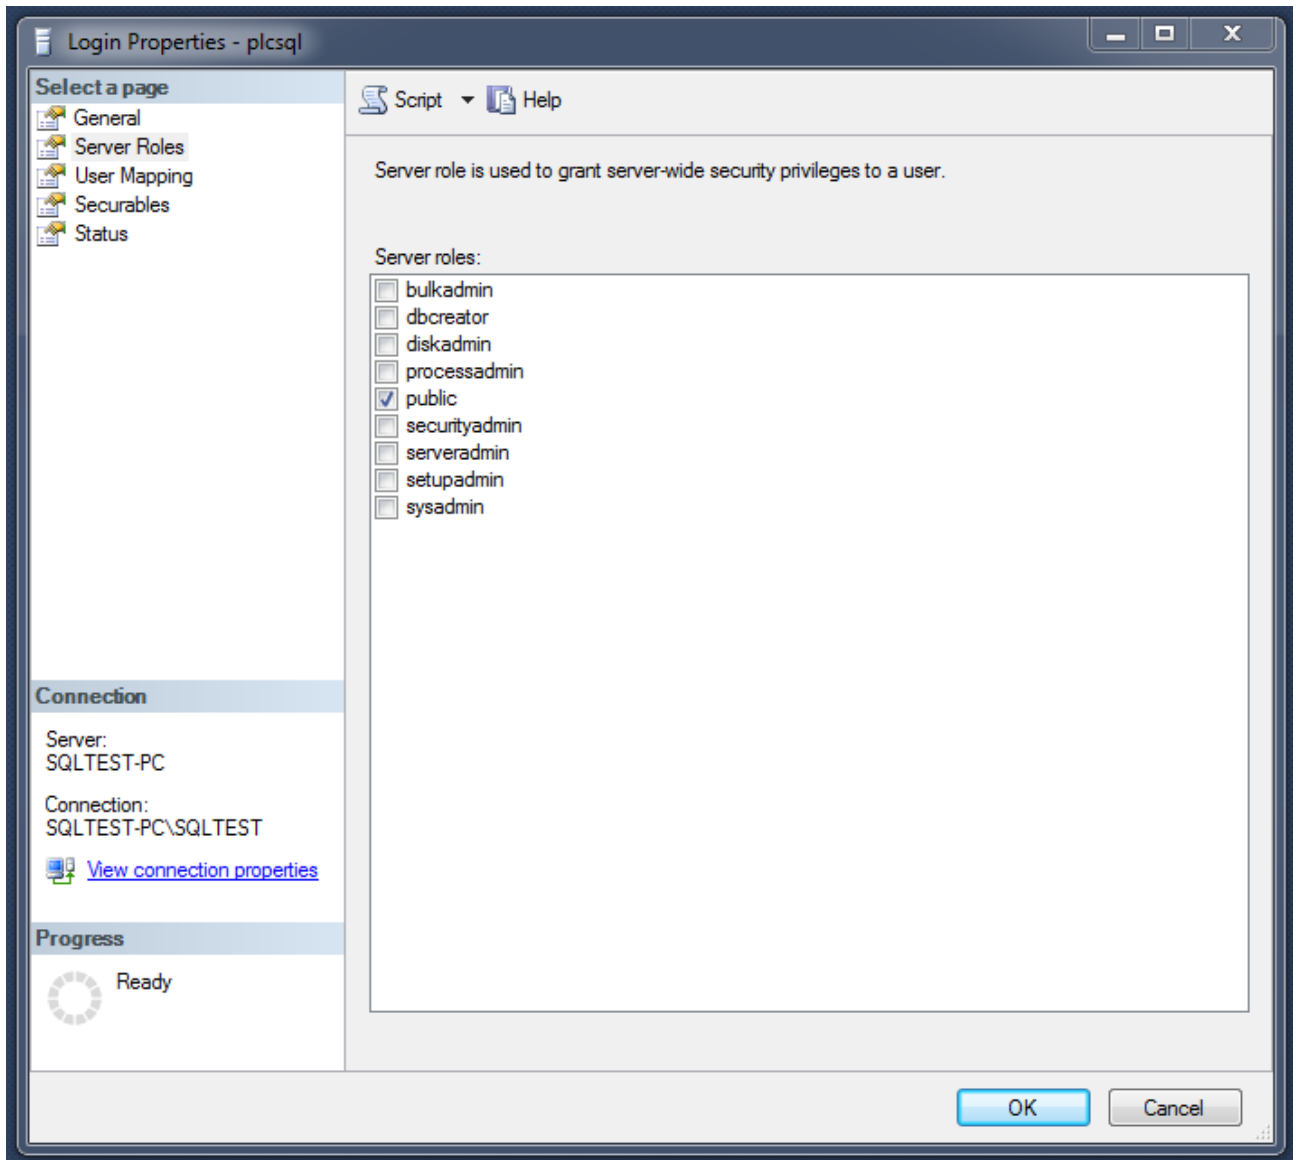 Login Properties - plcsql
Select a page
General
Server Roles
User Mapping
Securables
Status
Script
Help
Server role is used to grant server-wide security privileges to a user.
Server roles:
bulkadmin
dbcreator
diskadmin
processadmin
public
securityadmin
serveradmin
setupadmin
sysadmin
Connection
Server:
SQLTEST-PC
Connection:
SQLTEST-PC\SQLTEST
View connection properties
Progress
Ready
OK
Cancel